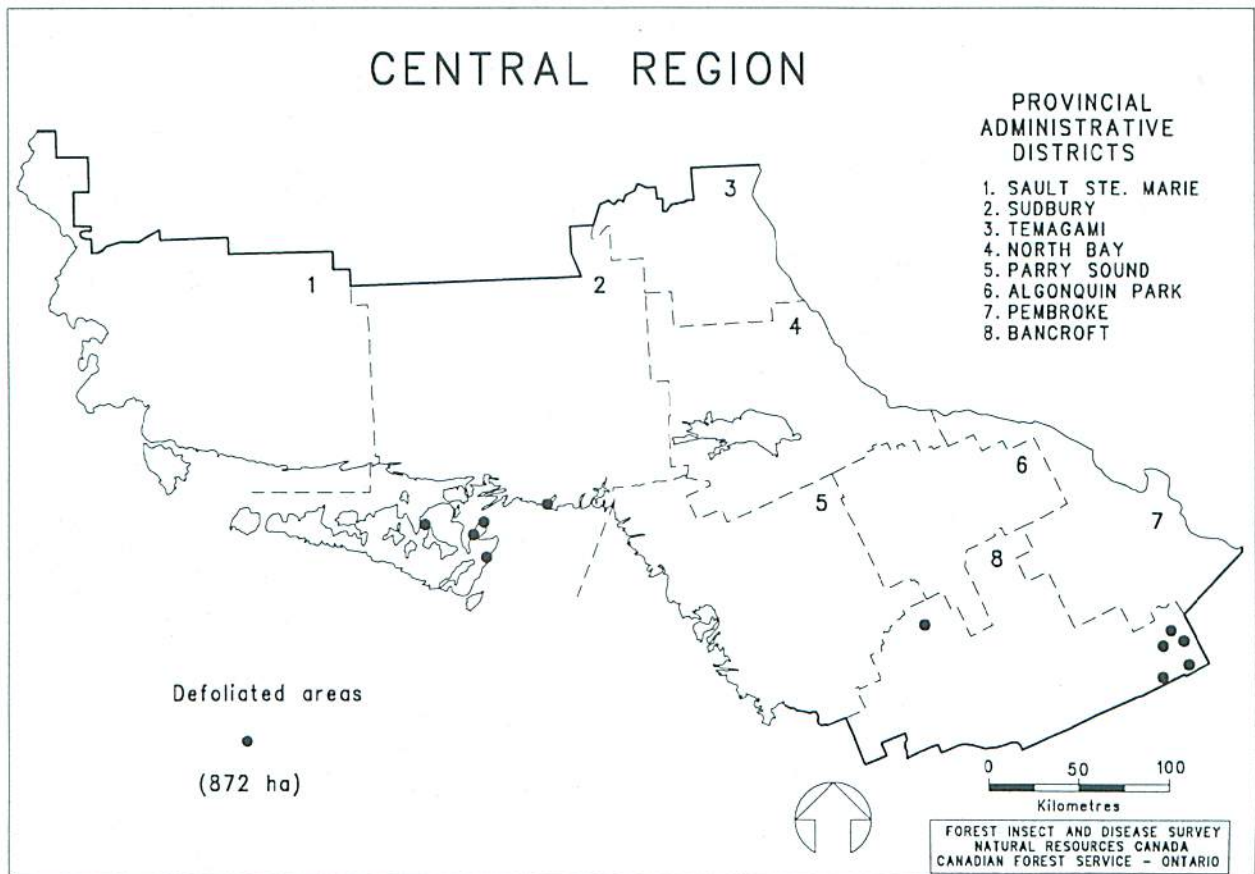 CENTRAL REGION
PROVINCIAL
ADMINISTRATIVE
DISTRICTS
1. SAULT STE. MARIE
2. SUDBURY
3. TEMAGAMI
4. NORTH BAY
5. PARRY SOUND
6. ALGONQUIN PARK
7. PEMBROKE
8. BANCROFT
3
1
2
4
6
5
7
8
Defoliated areas
(872 ha)
0 50 100
Kilometres
FOREST INSECT AND DISEASE SURVEY
NATURAL RESOURCES CANADA
CANADIAN FOREST SERVICE - ONTARIO